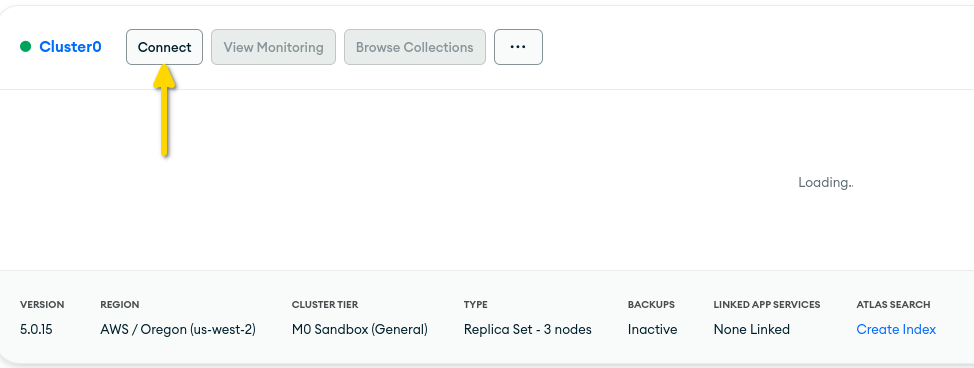 Cluster0 Connect View Monitoring Browse Collections ...
Loading..
VERSION REGION CLUSTER TIER TYPE BACKUPS LINKED APP SERVICES ATLAS SEARCH
5.0.15 AWS / Oregon (us-west-2) M0 Sandbox (General) Replica Set - 3 nodes Inactive None Linked Create Index